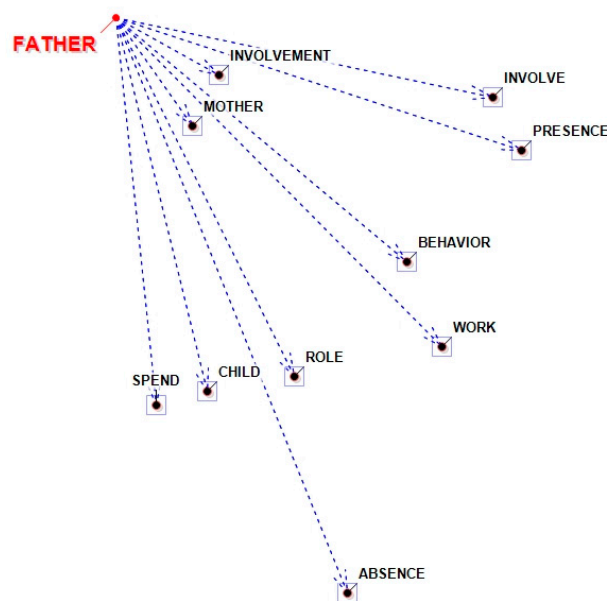 FATHER
INVOLVEMENT
INVOLVE
MOTHER
PRESENCE
BEHAVIOR
WORK
ROLE
CHILD
SPEND
ABSENCE